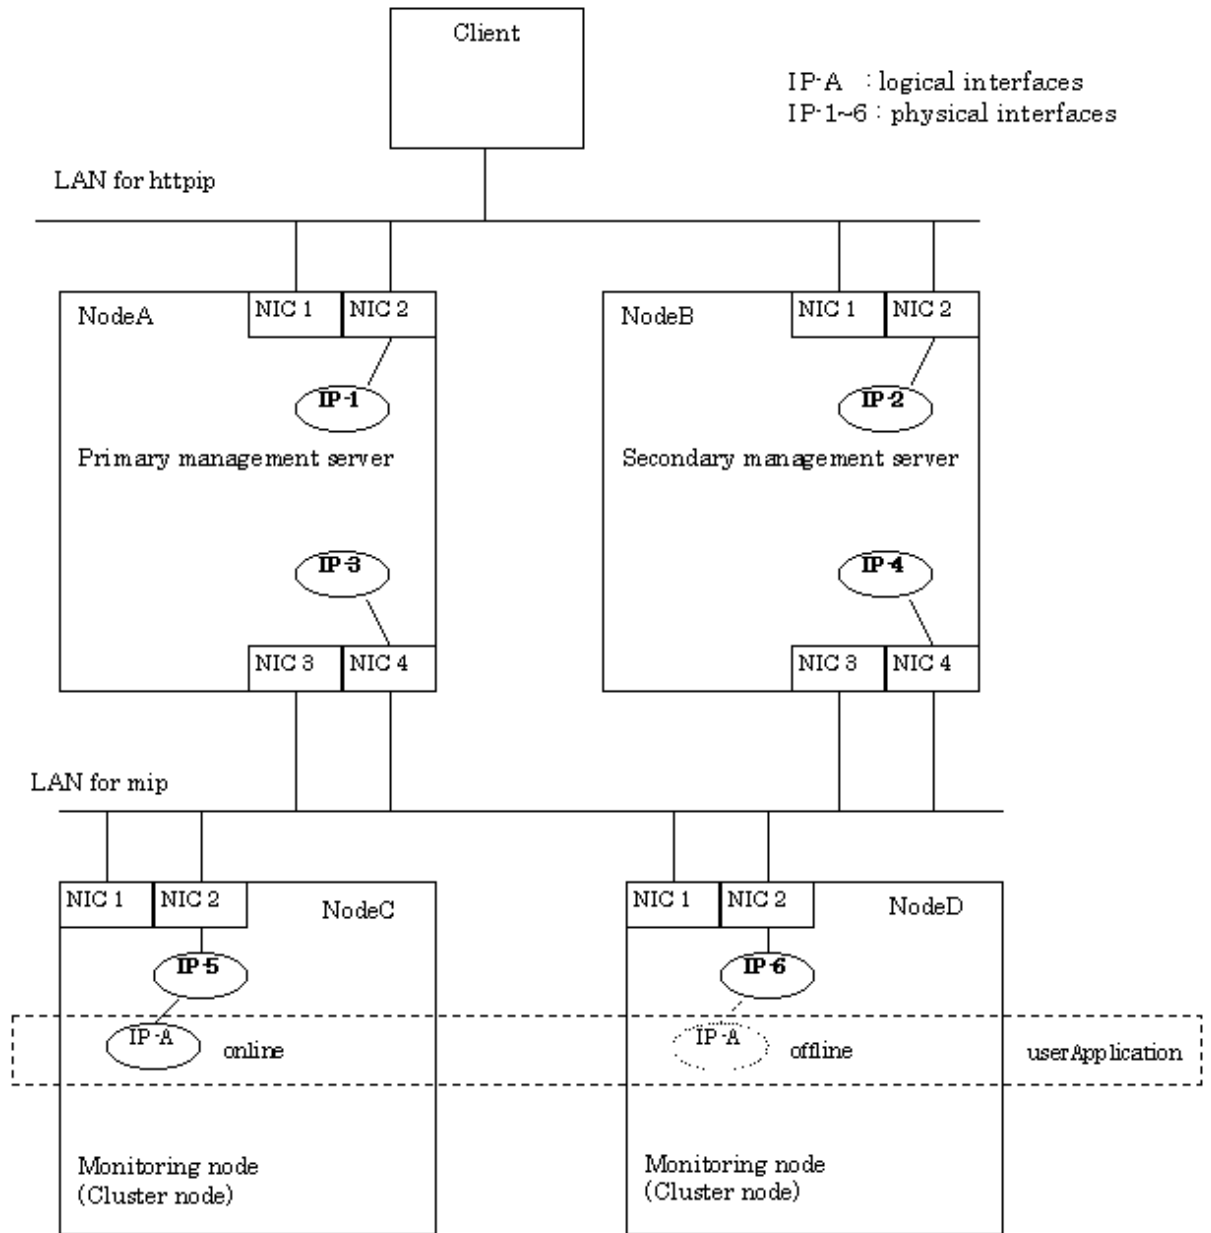 Client
IP-A : logical interfaces
IP-1~6 : physical interfaces
LAN for httpip
NodeA
NIC 1
NIC 2
NodeB
NIC 1
NIC 2
IP-1
IP-2
Primary management server
Secondary management server
IP-3
IP-4
NIC 3
NIC 4
NIC 3
NIC 4
LAN for mip
NIC 1
NIC 2
NodeC
NIC 1
NIC 2
NodeD
IP-5
IP-6
IP-A
online
IP-A
offline
userApplication
Monitoring node
(Cluster node)
Monitoring node
(Cluster node)